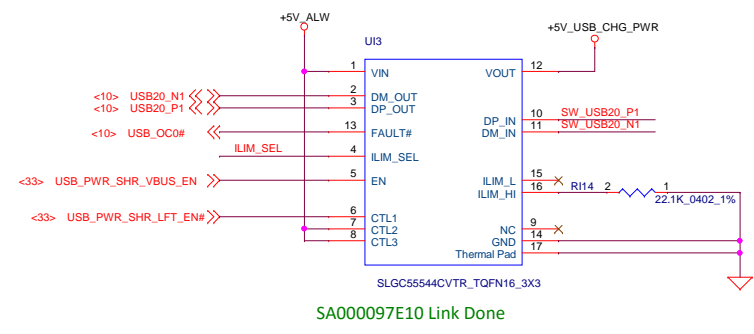 +5V_ALW
+5V_USB_CHG_PWR
UI3
1 VIN VOUT 12
<10> USB20_N1 2 DM_OUT
<10> USB20_P1 3 DP_OUT
DP_IN 10 SW_USB20_P1
DM_IN 11 SW_USB20_N1
<10> USB_OC0# 13 FAULT#
ILIM_SEL 4 ILIM_SEL
<33> USB_PWR_SHR_VBUS_EN 5 EN
ILIM_L 15
ILIM_HI 16 RI14 2 1
22.1K_0402_1%
<33> USB_PWR_SHR_LFT_EN# 6 CTL1
7 CTL2
8 CTL3
NC 9
GND 14
Thermal Pad 17
SLGC55544CVTR_TQFN16_3X3
SA000097E10 Link Done